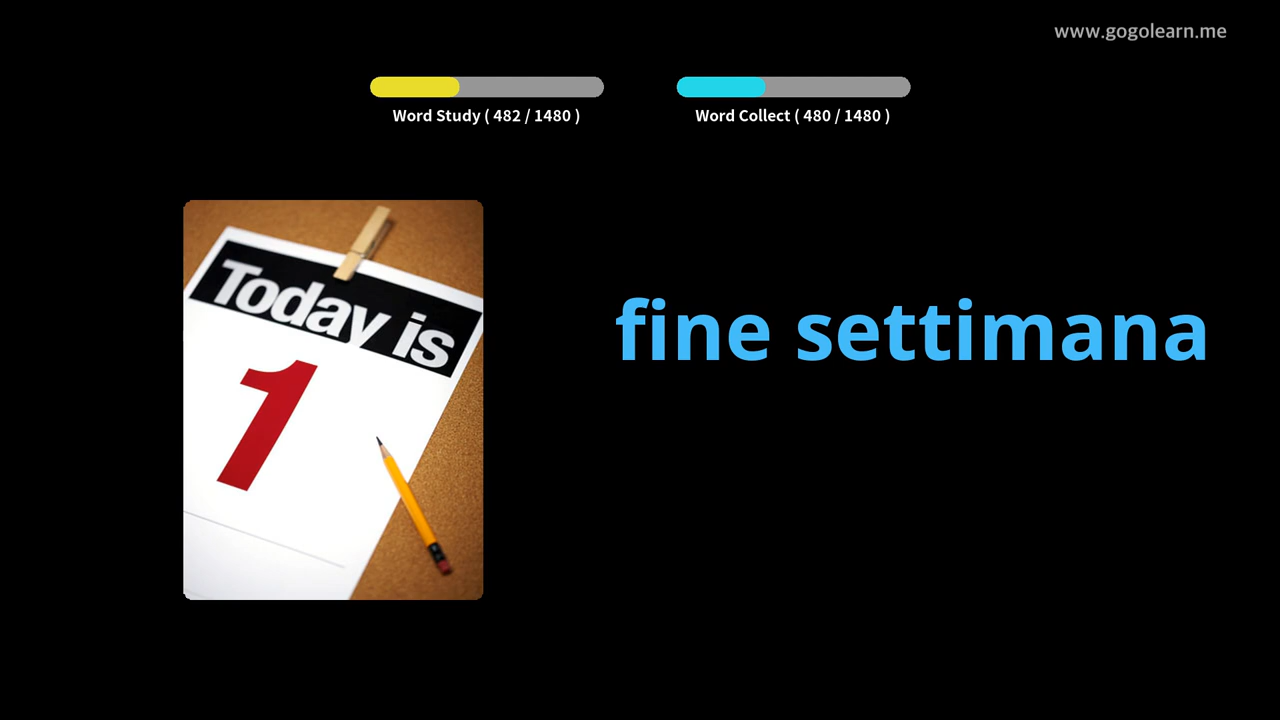 www.gogolearn.me
Word Study ( 482 / 1480 )
Word Collect ( 480 / 1480 )
Today is
1
fine settimana